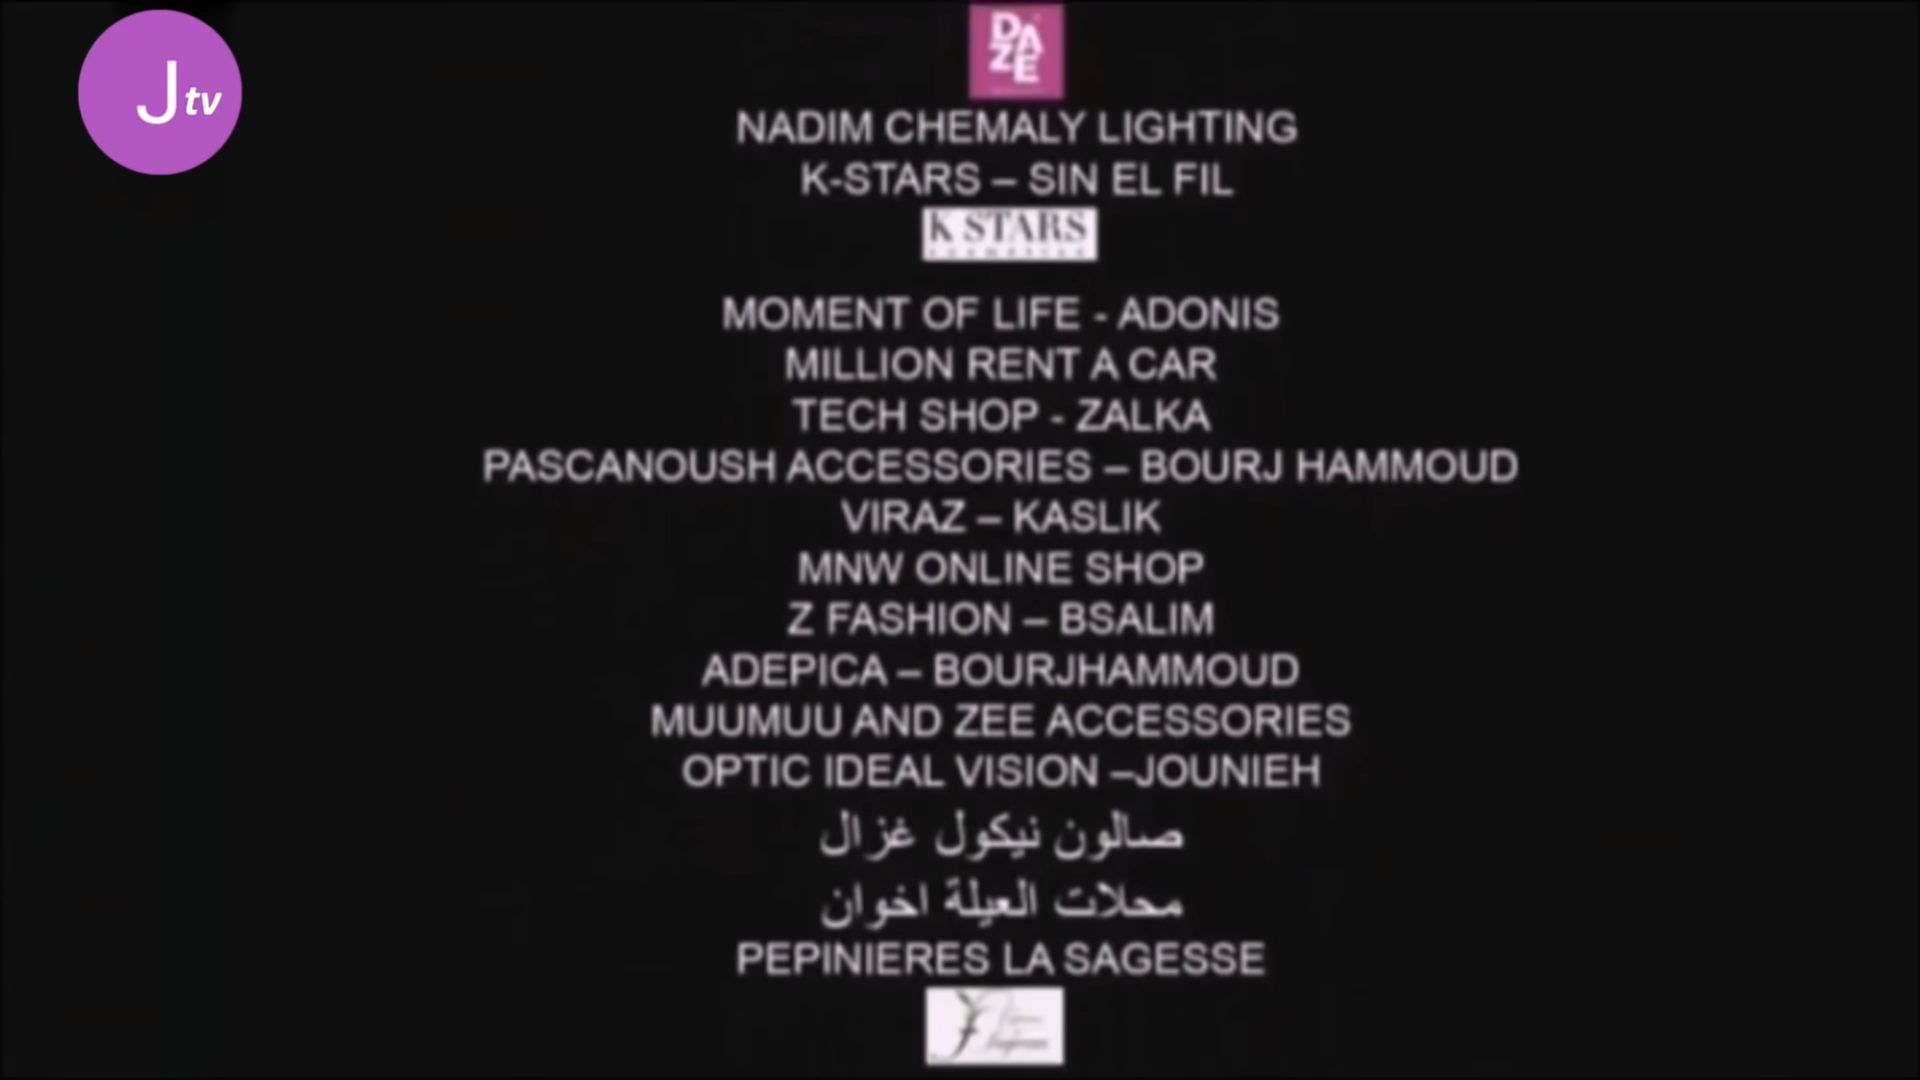 Jtv
DAZE
NADIM CHEMALY LIGHTING
K-STARS – SIN EL FIL
K STARS
MOMENT OF LIFE - ADONIS
MILLION RENT A CAR
TECH SHOP - ZALKA
PASCANOUSH ACCESSORIES – BOURJ HAMMOUD
VIRAZ – KASLIK
MNW ONLINE SHOP
Z FASHION – BSALIM
ADEPICA – BOURJHAMMOUD
MUUMUU AND ZEE ACCESSORIES
OPTIC IDEAL VISION –JOUNIEH
صالون نيكول غزال
محلات العيلة اخوان
PEPINIERES LA SAGESSE